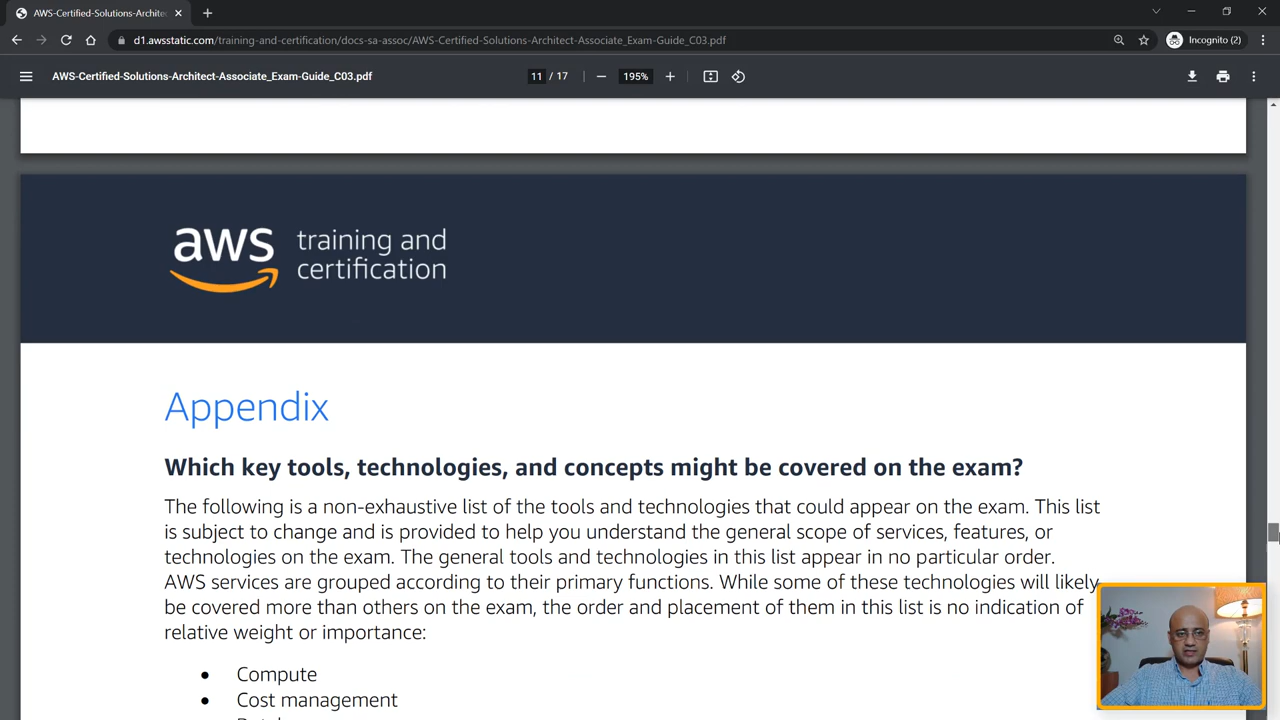 AWS-Certified-Solutions-Archite
d1.awsstatic.com/training-and-certification/docs-sa-assoc/AWS-Certified-Solutions-Architect-Associate_Exam-Guide_C03.pdf
Incognito (2)
AWS-Certified-Solutions-Architect-Associate_Exam-Guide_C03.pdf
11 / 17
195%
aws training and
certification
Appendix
Which key tools, technologies, and concepts might be covered on the exam?
The following is a non-exhaustive list of the tools and technologies that could appear on the exam. This list
is subject to change and is provided to help you understand the general scope of services, features, or
technologies on the exam. The general tools and technologies in this list appear in no particular order.
AWS services are grouped according to their primary functions. While some of these technologies will likely
be covered more than others on the exam, the order and placement of them in this list is no indication of
relative weight or importance:
• Compute
• Cost management